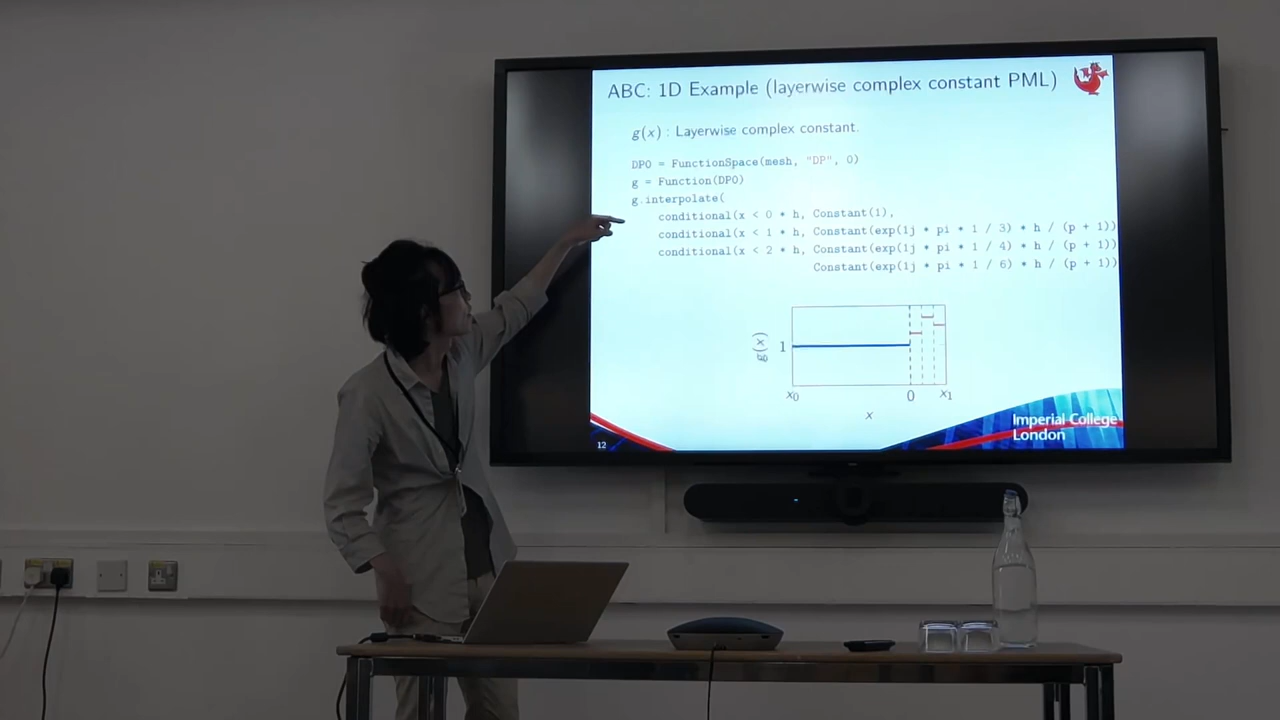 ABC: 1D Example (layerwise complex constant PML)
g(x) : Layerwise complex constant.
DP0 = FunctionSpace(mesh, "DP", 0)
g = Function(DP0)
g.interpolate(
conditional(x < 0 * h, Constant(1),
conditional(x < 1 * h, Constant(exp(1j * pi * 1 / 3) * h / (p + 1))
conditional(x < 2 * h, Constant(exp(1j * pi * 1 / 4) * h / (p + 1))
Constant(exp(1j * pi * 1 / 6) * h / (p + 1))
g(x)
1
x0 0 x1
x
Imperial College
London
12